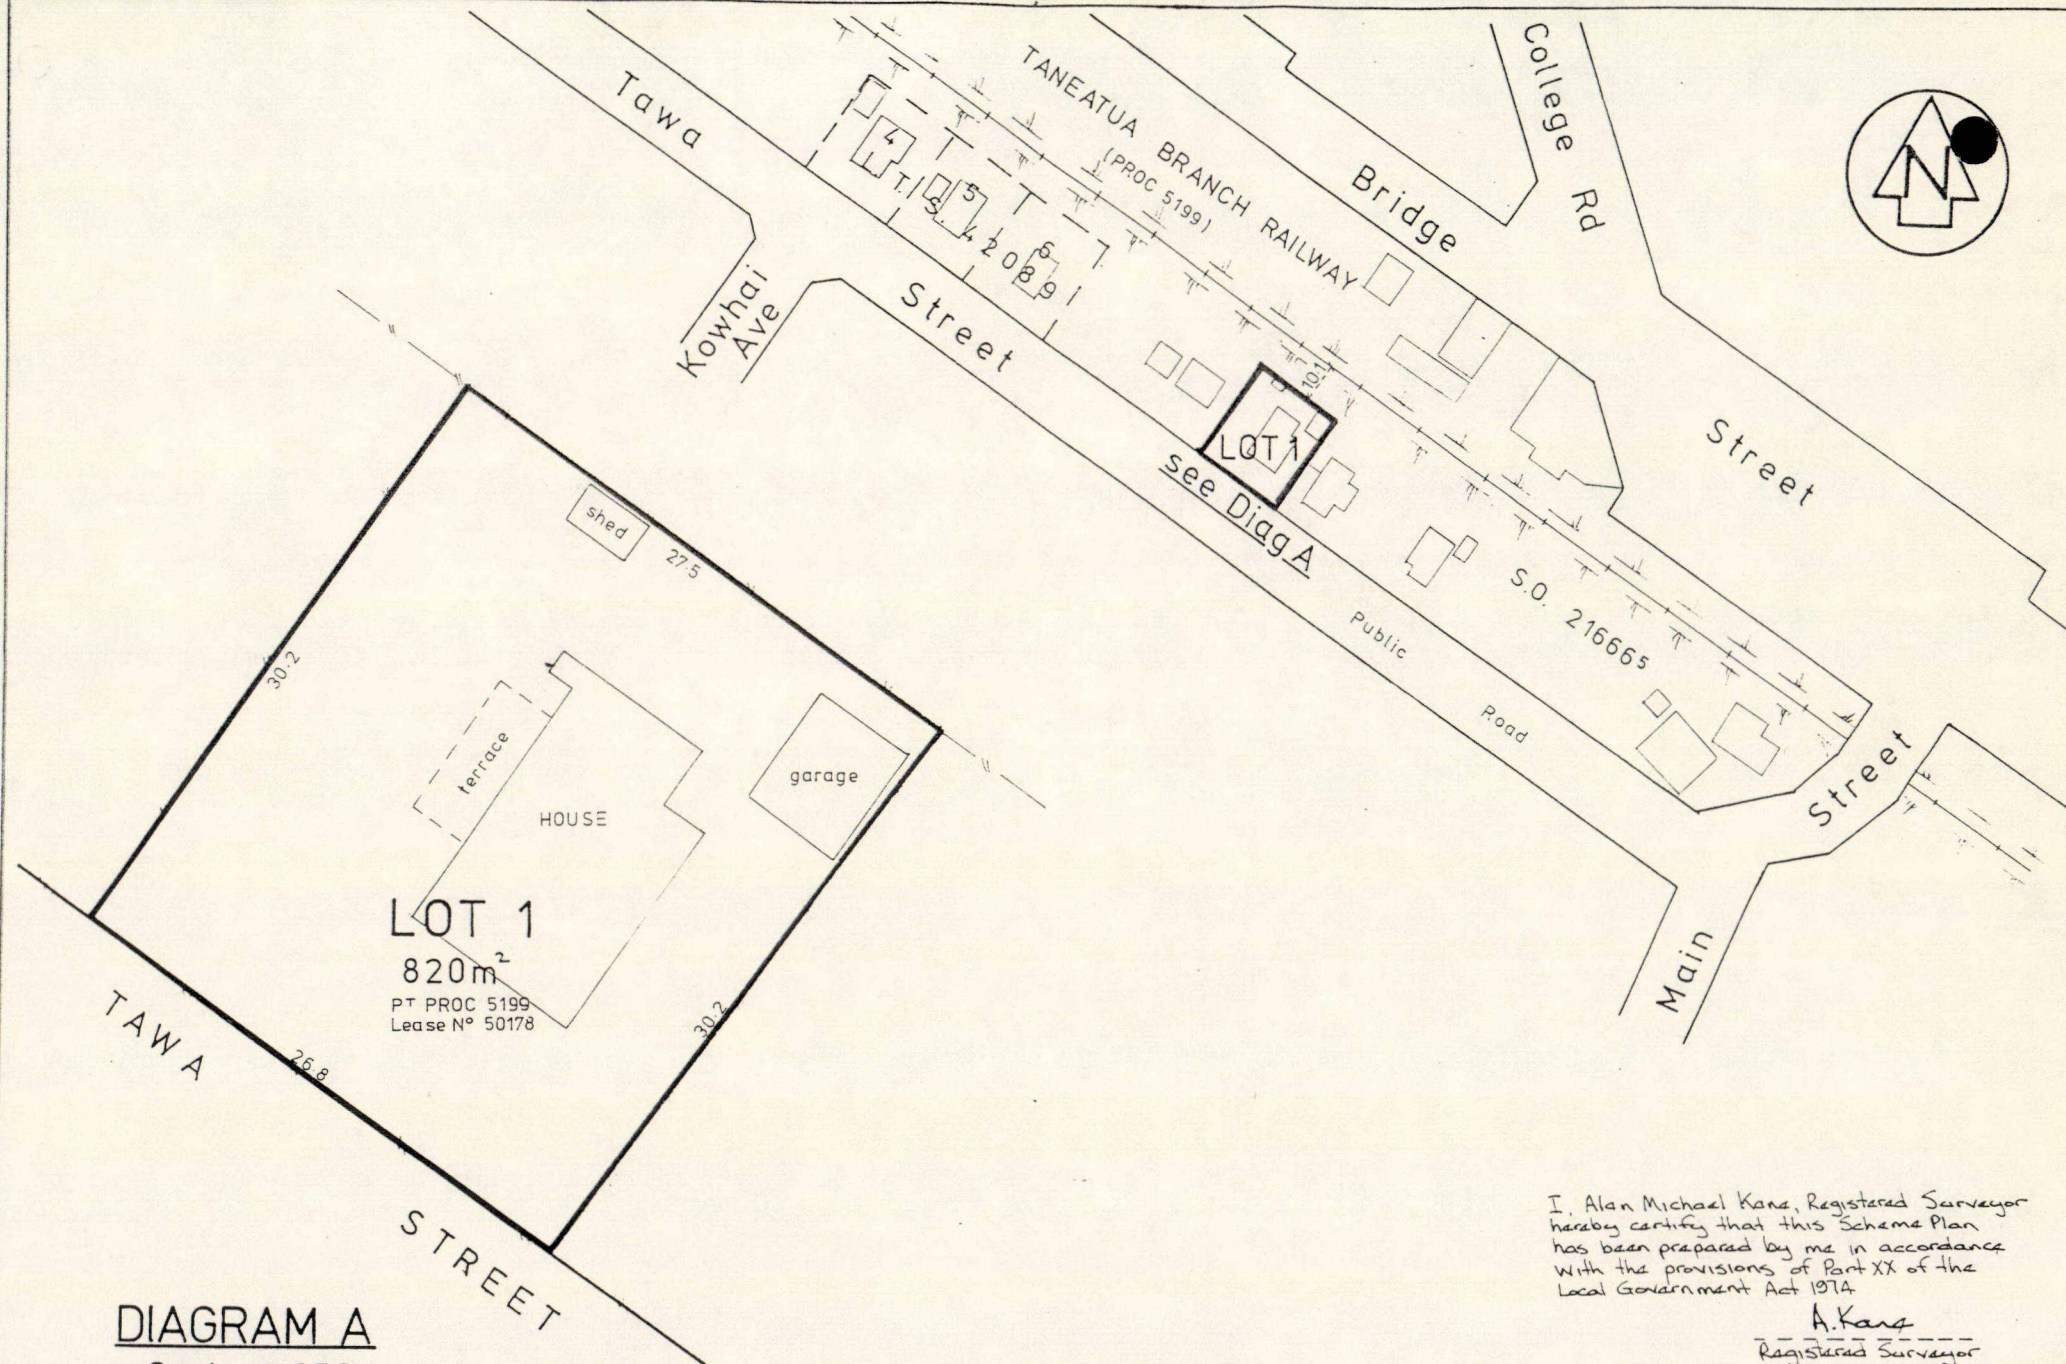 Tawa
Street
Kowhai
Ave
TANEATUA BRANCH RAILWAY
(PROC 5199)
Bridge
Street
College Rd
N
4
5
6
7
S. 42089
10·1
LOT 1
see Diag A
Public Road
S.O. 216665
Main
Street
shed
27·5
30·2
terrace
HOUSE
garage
LOT 1
820m²
PT PROC 5199
Lease Nº 50178
30·2
26·8
TAWA
STREET
DIAGRAM A
I, Alan Michael Kane, Registered Surveyor
hereby certify that this Scheme Plan
has been prepared by me in accordance
with the provisions of Part XX of the
Local Government Act 1974
A. Kane
Registered Surveyor